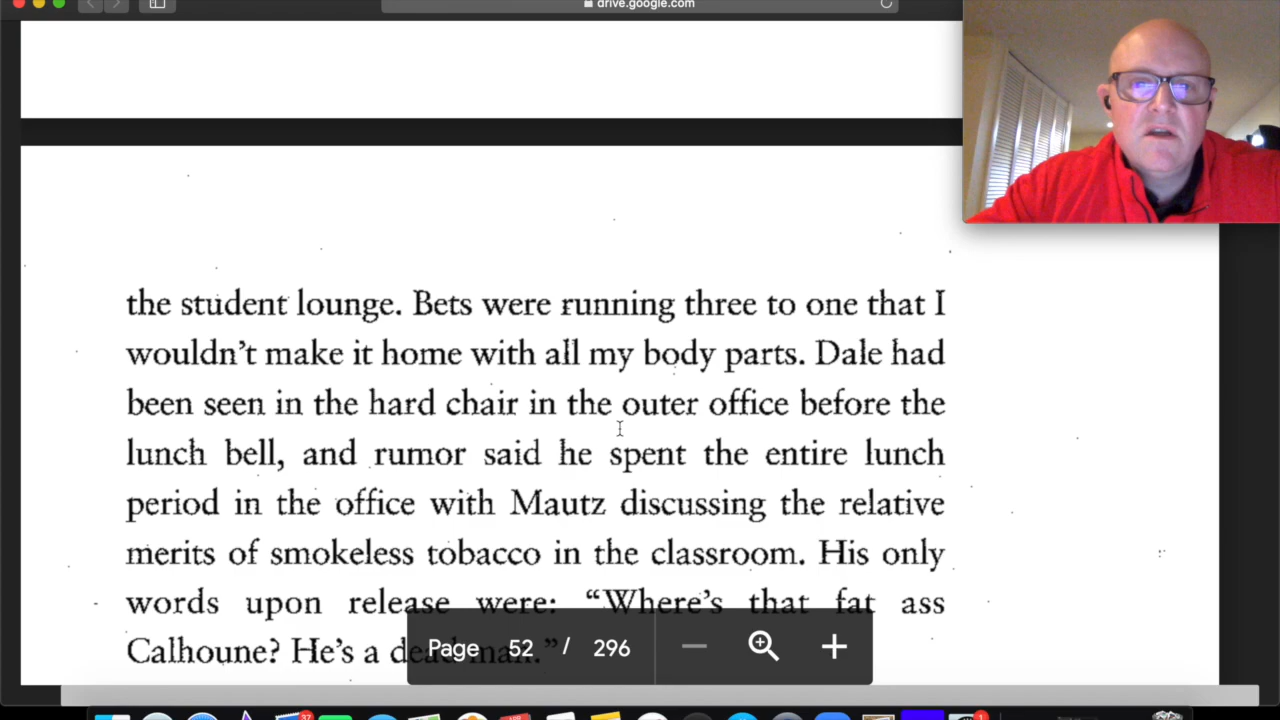 drive.google.com
the student lounge. Bets were running three to one that I
wouldn't make it home with all my body parts. Dale had
been seen in the hard chair in the outer office before the
lunch bell, and rumor said he spent the entire lunch
period in the office with Mautz discussing the relative
merits of smokeless tobacco in the classroom. His only
words upon release were: “Where's that fat ass
Calhoune? He's a dead man.”
Page 52 / 296
37
1